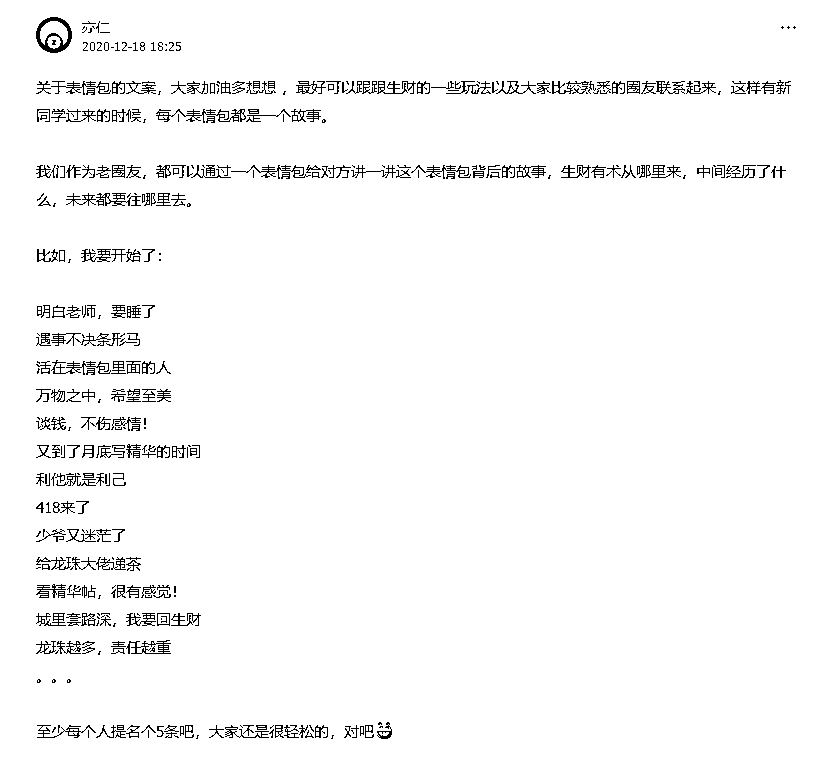 亦仁
...
2020-12-18 18:25
关于表情包的文案，大家加油多想想 ，最好可以跟跟生财的一些玩法以及大家比较熟悉的圈友联系起来，这样有新
同学过来的时候，每个表情包都是一个故事。
我们作为老圈友，都可以通过一个表情包给对方讲一讲这个表情包背后的故事，生财有术从哪里来，中间经历了什
么，未来都要往哪里去。
比如，我要开始了：
明白老师，要睡了
遇事不决条形马
活在表情包里面的人
万物之中，希望至美
谈钱，不伤感情！
又到了月底写精华的时间
利他就是利己
418来了
少爷又迷茫了
给龙珠大佬递茶
看精华帖，很有感觉！
城里套路深，我要回生财
龙珠越多，责任越重
。。。
至少每个人提名个5条吧，大家还是很轻松的，对吧😆